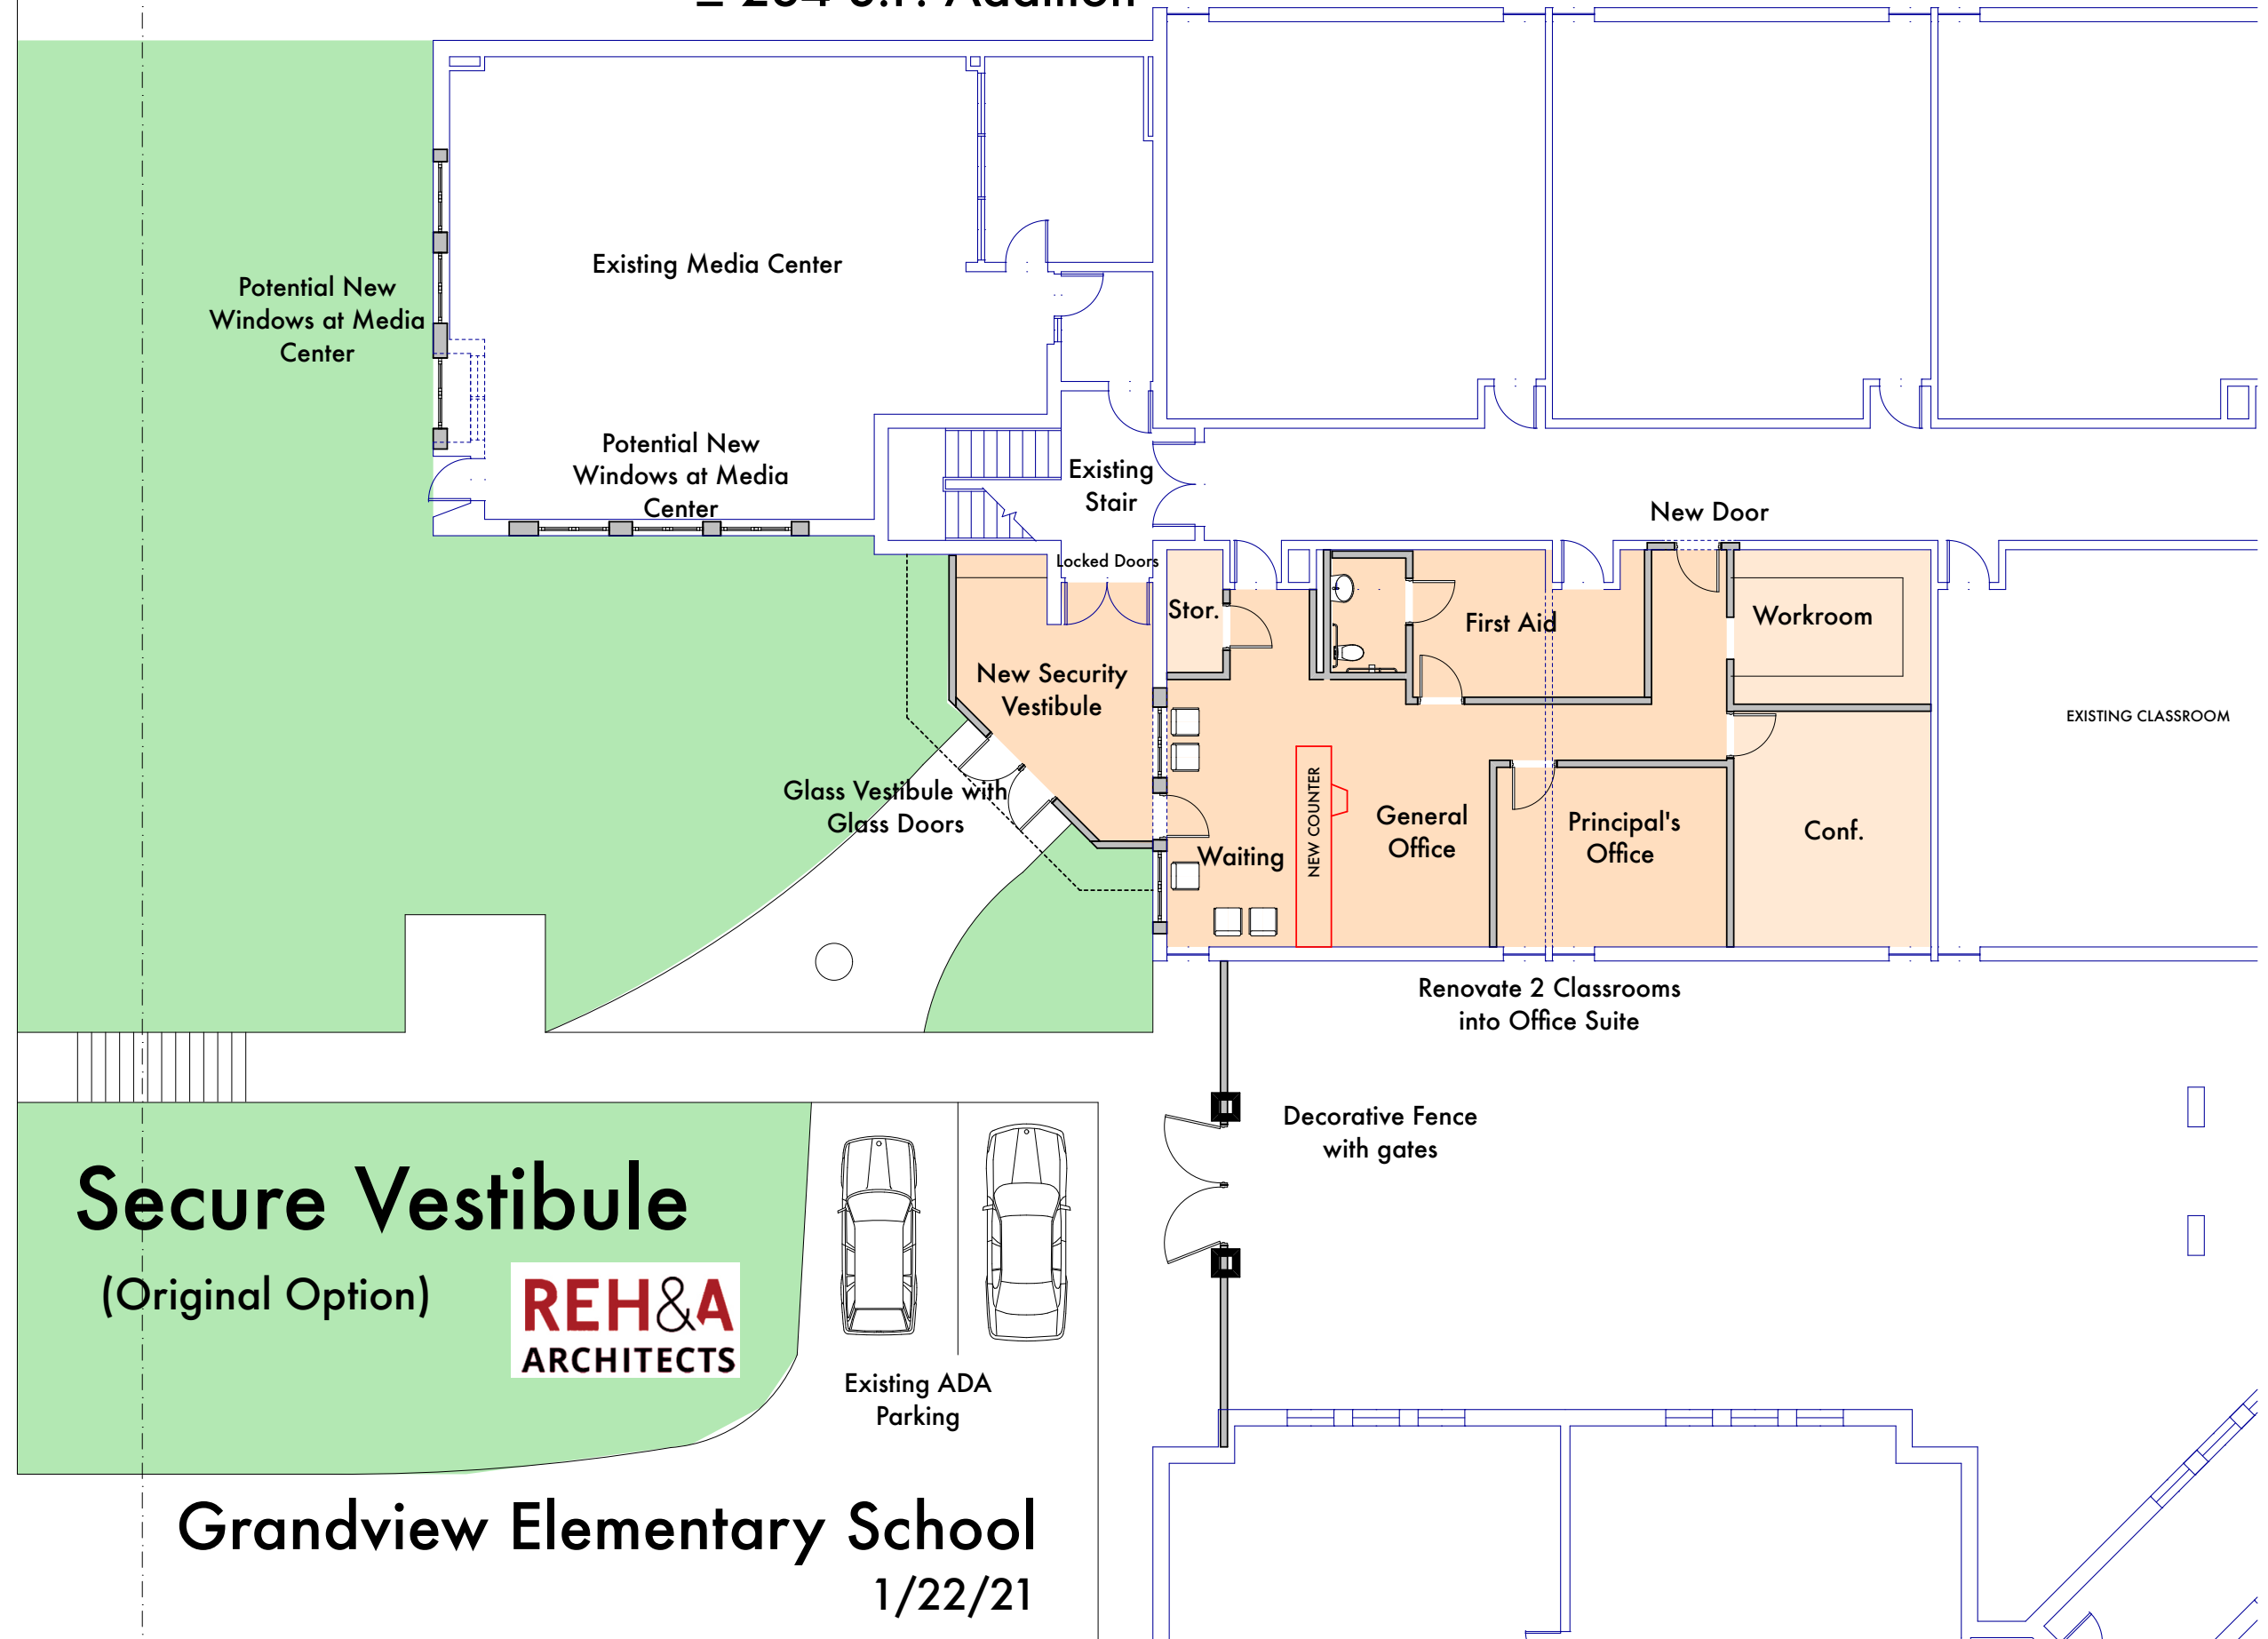 Existing Media Center
Potential New
Windows at Media
Center
Potential New
Windows at Media
Center
Existing
Stair
New Door
Locked Doors
Stor.
First Aid
Workroom
New Security
Vestibule
EXISTING CLASSROOM
Glass Vestibule with
Glass Doors
NEW COUNTER
General
Office
Principal's
Office
Conf.
Waiting
Renovate 2 Classrooms
into Office Suite
Decorative Fence
with gates
Secure Vestibule
(Original Option)
REH&A
ARCHITECTS
Existing ADA
Parking
Grandview Elementary School
1/22/21